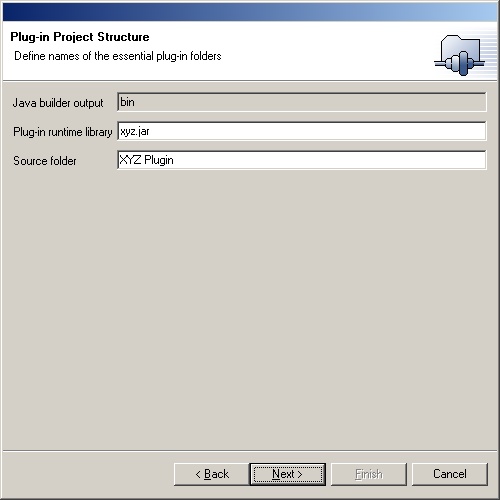 Plug-in Project Structure
Define names of the essential plug-in folders
Java builder output bin
Plug-in runtime library xyz.jar
Source folder XYZ Plugin
< Back Next > Finish Cancel